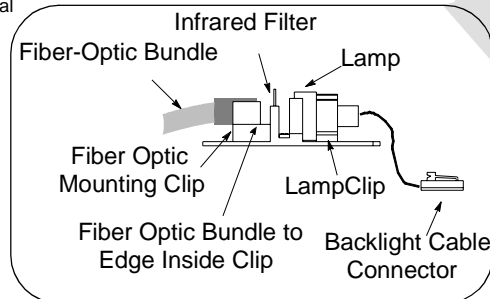 al
Infrared Filter
Fiber-Optic Bundle
Lamp
Fiber Optic
Mounting Clip
LampClip
Fiber Optic Bundle to
Edge Inside Clip
Backlight Cable
Connector